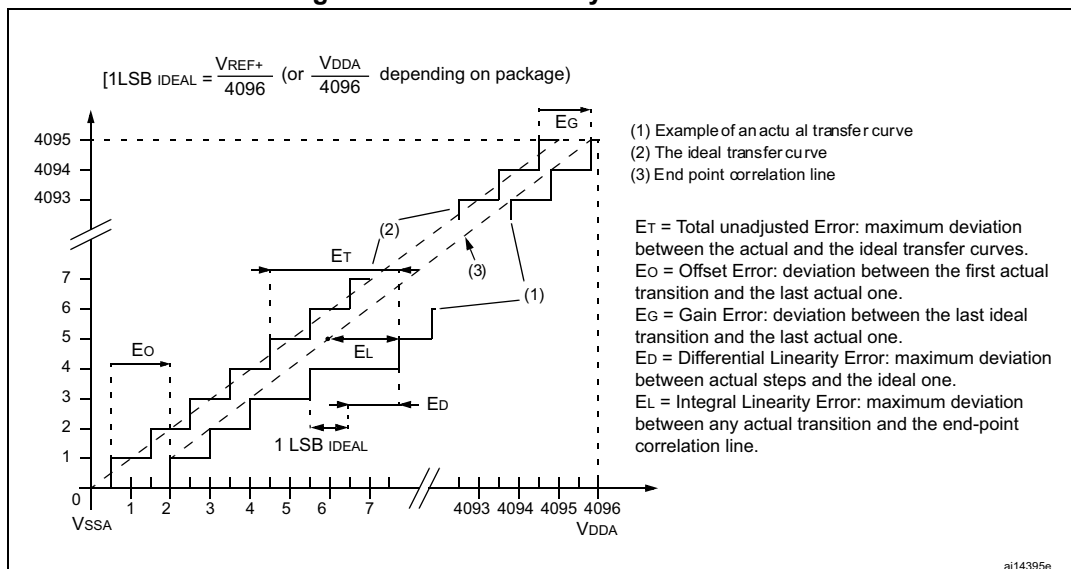 [1LSB IDEAL = VREF+ / 4096 (or VDDA / 4096 depending on package)
EG
4095
4094
4093
7
6
5
4
3
2
1
0
(2)
ET
(3)
(1)
EO
EL
ED
1 LSB IDEAL
1 2 3 4 5 6 7 4093 4094 4095 4096
VSSA VDDA
(1) Example of an actu al transfer curve
(2) The ideal transfer curve
(3) End point correlation line
ET = Total unadjusted Error: maximum deviation
between the actual and the ideal transfer curves.
EO = Offset Error: deviation between the first actual
transition and the last actual one.
EG = Gain Error: deviation between the last ideal
transition and the last actual one.
ED = Differential Linearity Error: maximum deviation
between actual steps and the ideal one.
EL = Integral Linearity Error: maximum deviation
between any actual transition and the end-point
correlation line.
ai14395e